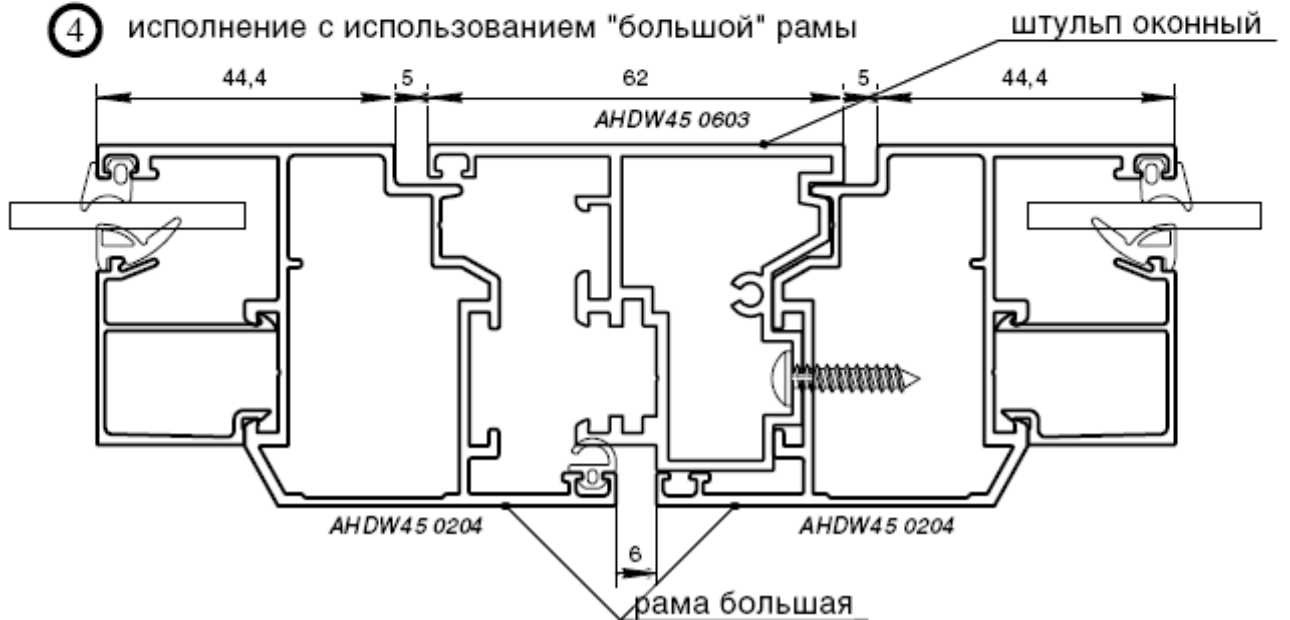 4 исполнение с использованием "большой" рамы
штульп оконный
44,4 5 62 5 44,4
AHDW45 0603
AHDW45 0204 AHDW45 0204
6
рама большая